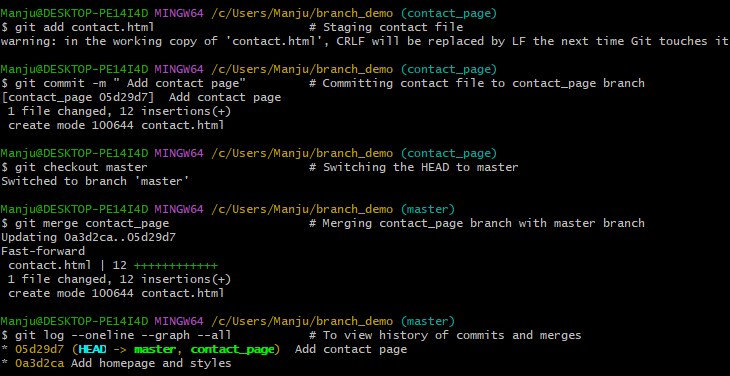 Manju@DESKTOP-PE14I4D MINGW64 /c/Users/Manju/branch_demo (contact_page)
$ git add contact.html # Staging contact file
warning: in the working copy of 'contact.html', CRLF will be replaced by LF the next time Git touches it
Manju@DESKTOP-PE14I4D MINGW64 /c/Users/Manju/branch_demo (contact_page)
$ git commit -m " Add contact page" # Committing contact file to contact_page branch
[contact_page 05d29d7]  Add contact page
 1 file changed, 12 insertions(+)
 create mode 100644 contact.html
Manju@DESKTOP-PE14I4D MINGW64 /c/Users/Manju/branch_demo (contact_page)
$ git checkout master # Switching the HEAD to master
Switched to branch 'master'
Manju@DESKTOP-PE14I4D MINGW64 /c/Users/Manju/branch_demo (master)
$ git merge contact_page # Merging contact_page branch with master branch
Updating 0a3d2ca..05d29d7
Fast-forward
 contact.html | 12 ++++++++++++
 1 file changed, 12 insertions(+)
 create mode 100644 contact.html
Manju@DESKTOP-PE14I4D MINGW64 /c/Users/Manju/branch_demo (master)
$ git log --oneline --graph --all # To view history of commits and merges
* 05d29d7 (HEAD -> master, contact_page)  Add contact page
* 0a3d2ca Add homepage and styles